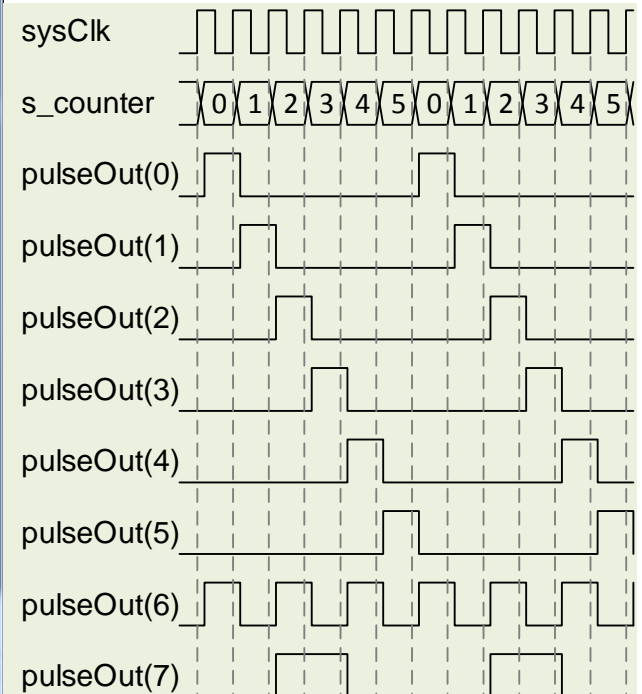 sysClk
s_counter 0 1 2 3 4 5 0 1 2 3 4 5
pulseOut(0)
pulseOut(1)
pulseOut(2)
pulseOut(3)
pulseOut(4)
pulseOut(5)
pulseOut(6)
pulseOut(7)